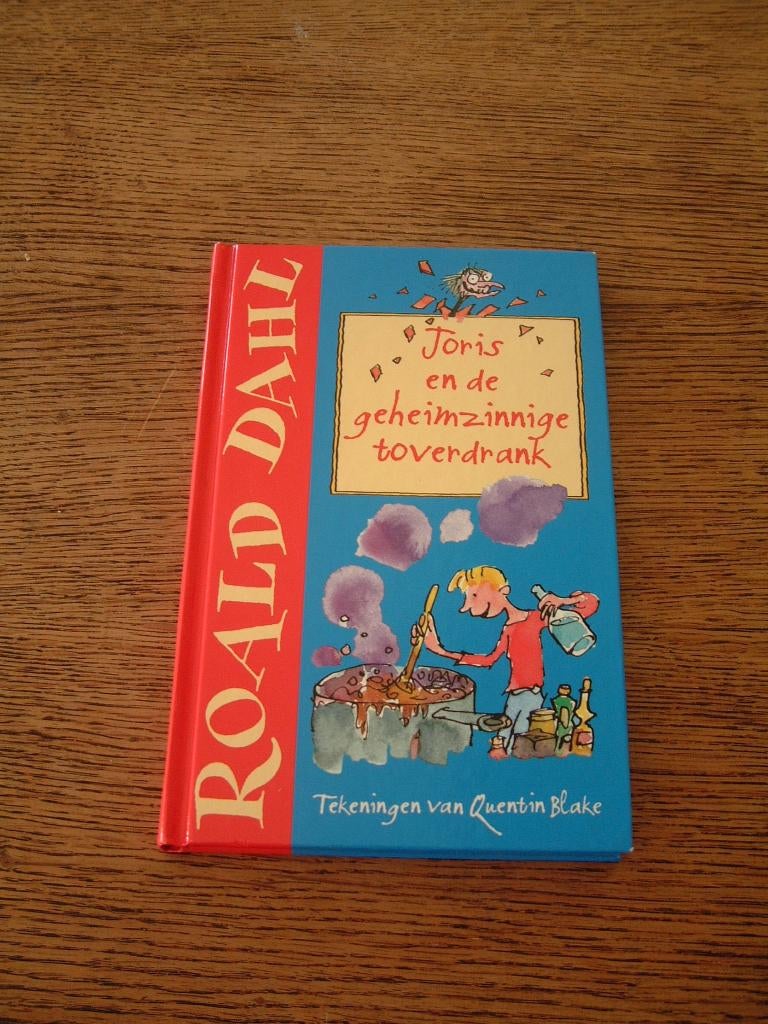 ROALD DAHL
Joris
en de
geheimzinnige
toverdrank
Tekeningen van Quentin Blake